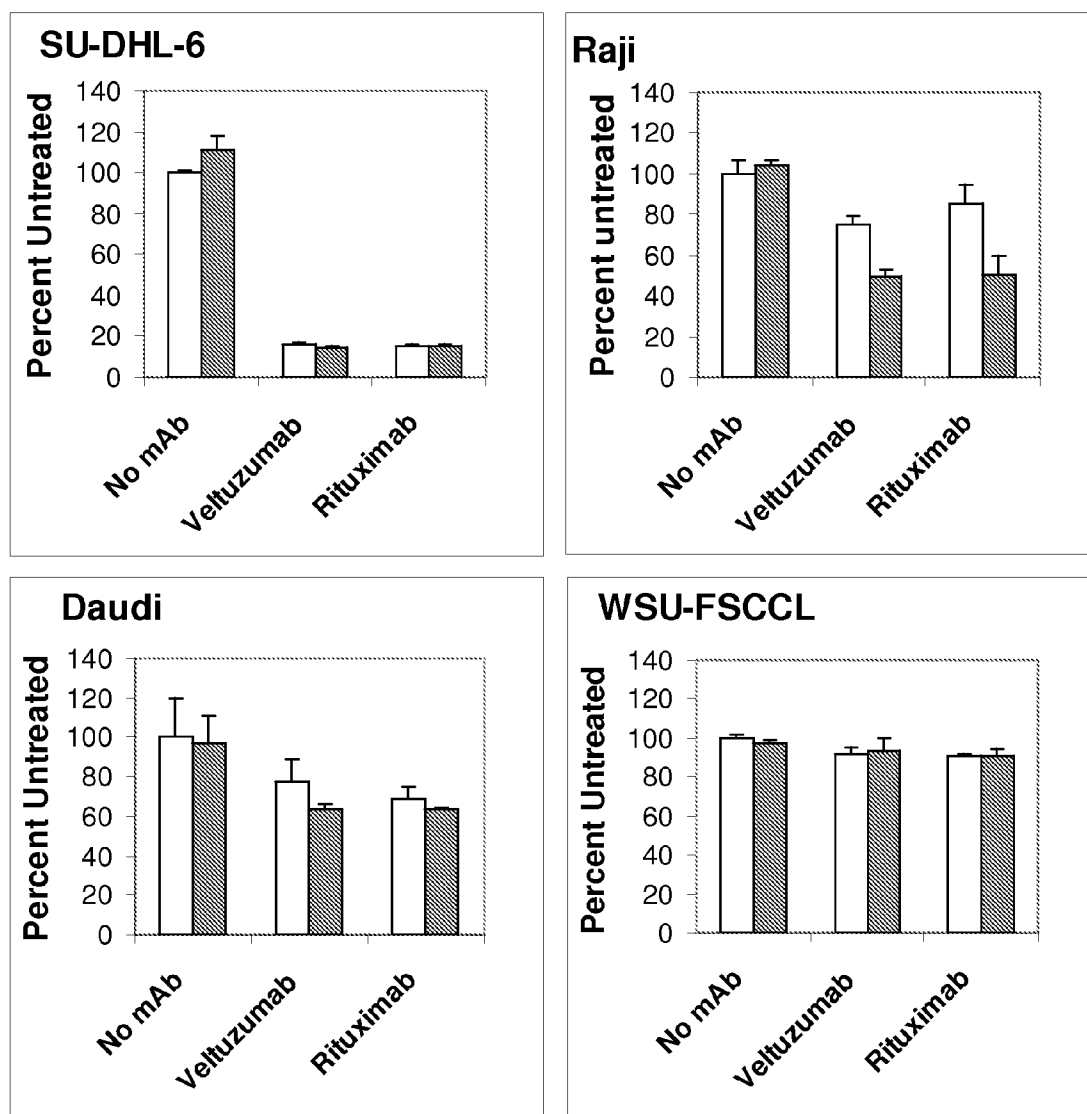 SU-DHL-6
Percent Untreated
140
120
100
80
60
40
20
0
No mAb
Veltuzumab
Rituximab
Raji
Percent untreated
140
120
100
80
60
40
20
0
No mAb
Veltuzumab
Rituximab
Daudi
Percent Untreated
140
120
100
80
60
40
20
0
No mAb
Veltuzumab
Rituximab
WSU-FSCCL
Percent Untreated
140
120
100
80
60
40
20
0
No mAb
Veltuzumab
Rituximab